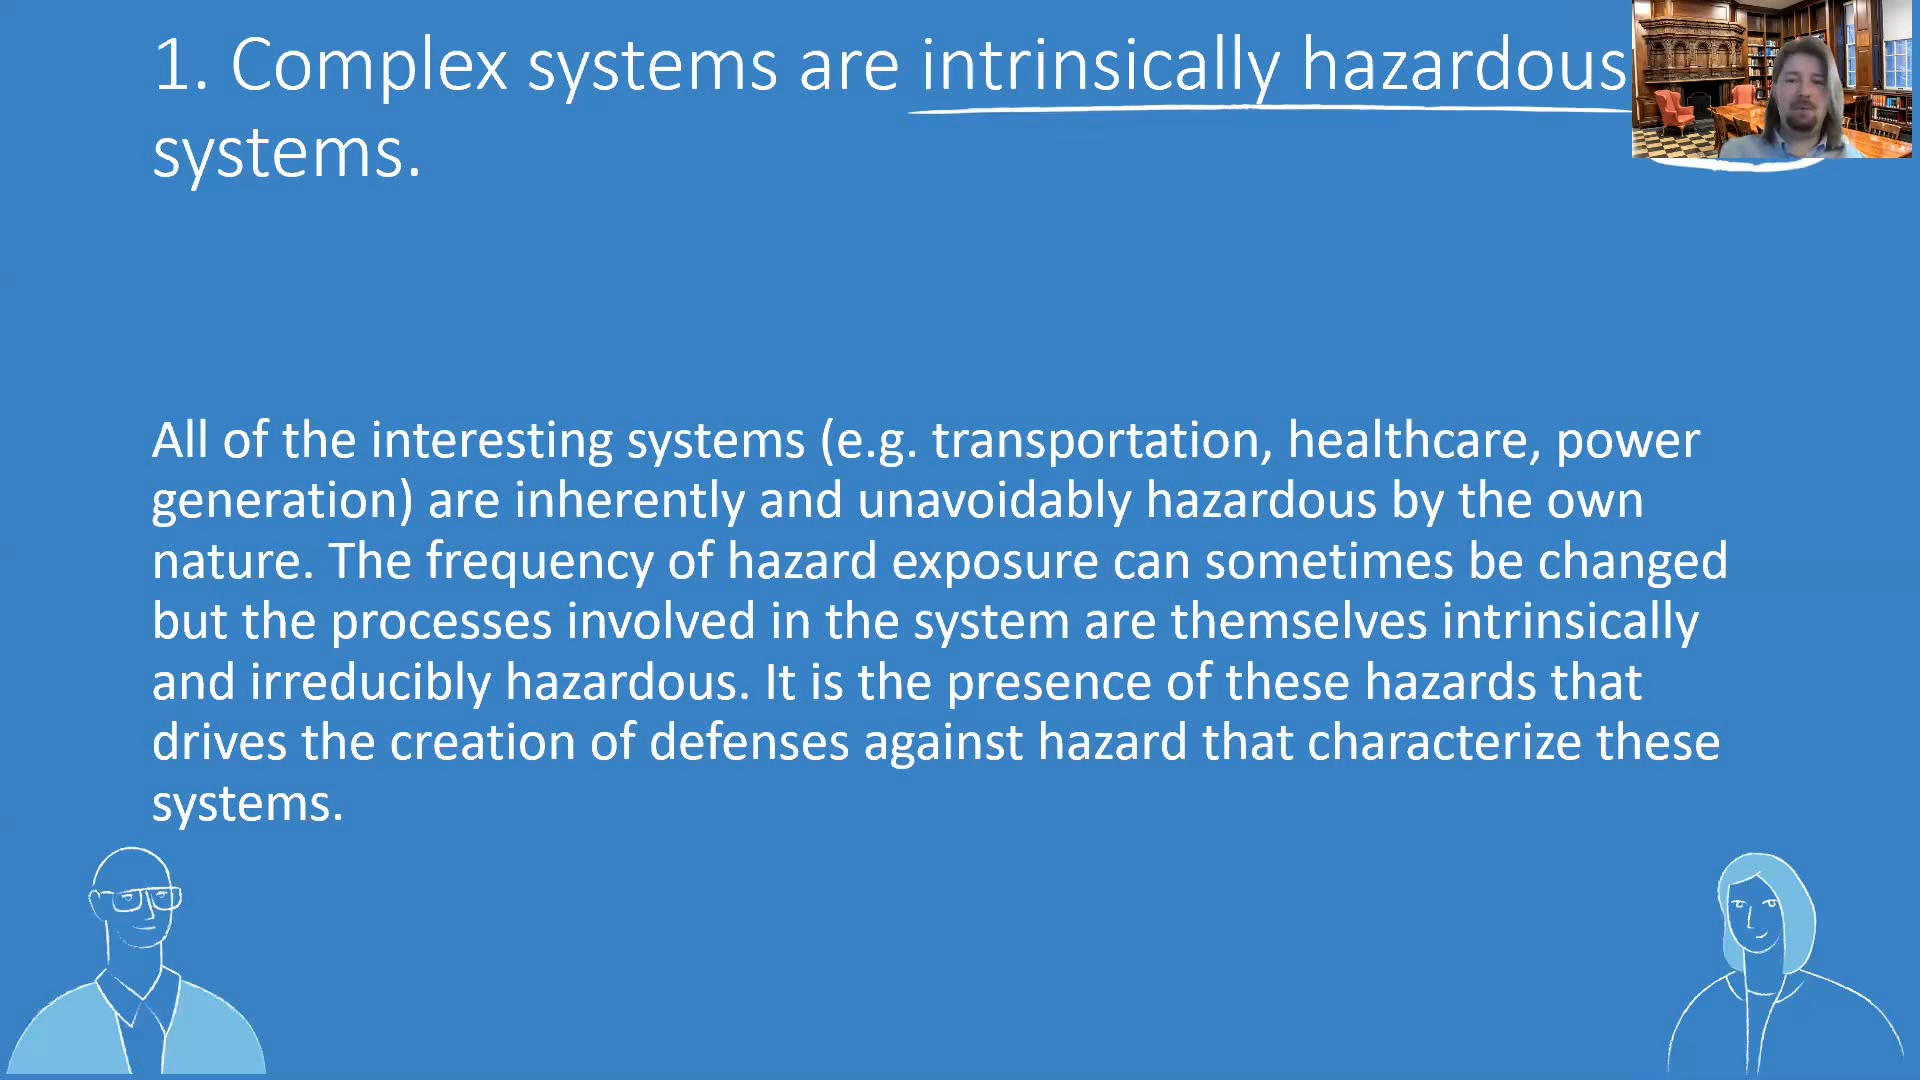 1. Complex systems are intrinsically hazardous
systems.
All of the interesting systems (e.g. transportation, healthcare, power
generation) are inherently and unavoidably hazardous by the own
nature. The frequency of hazard exposure can sometimes be changed
but the processes involved in the system are themselves intrinsically
and irreducibly hazardous. It is the presence of these hazards that
drives the creation of defenses against hazard that characterize these
systems.